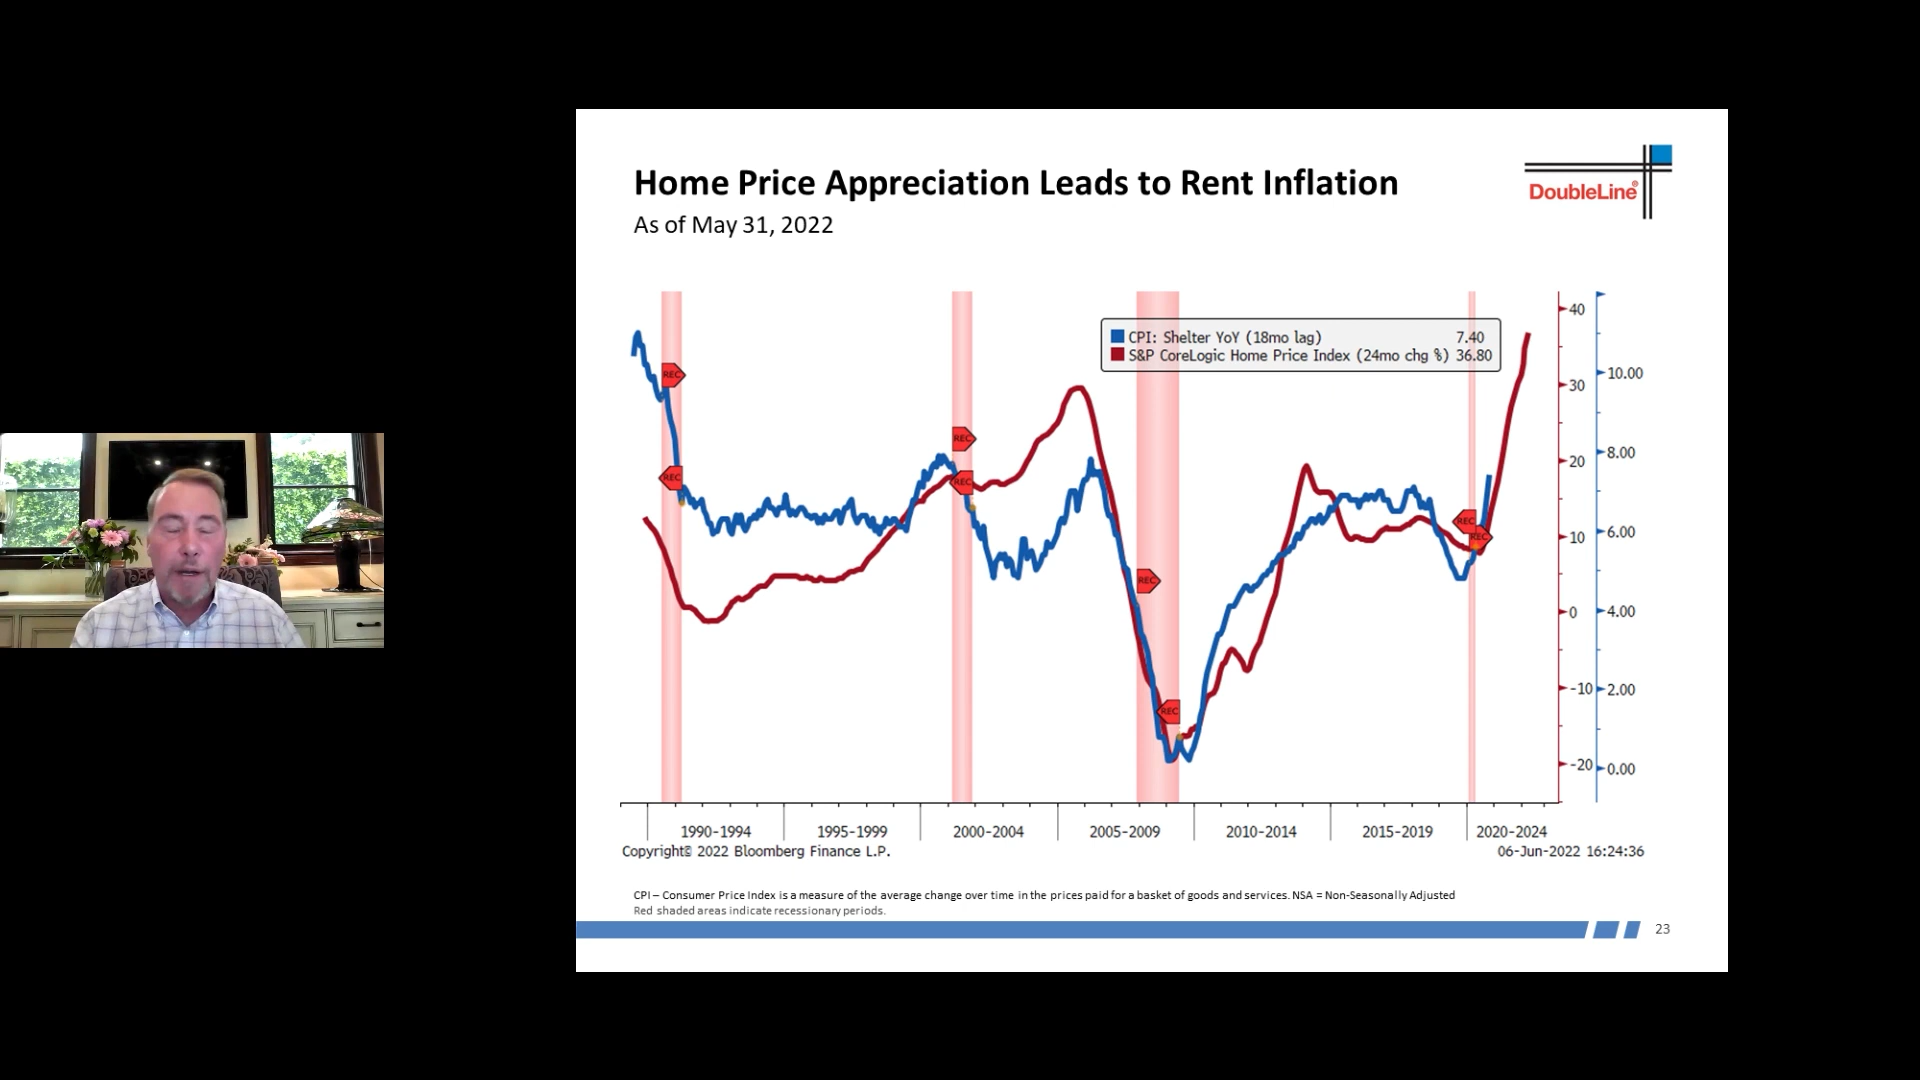 Home Price Appreciation Leads to Rent Inflation
As of May 31, 2022
DoubleLine®
CPI: Shelter YoY (18mo lag) 7.40
S&P CoreLogic Home Price Index (24mo chg %) 36.80
REC
REC
REC
REC
REC
REC
REC
REC
40
30
20
10
0
-10
-20
10.00
8.00
6.00
4.00
2.00
0.00
1990-1994 1995-1999 2000-2004 2005-2009 2010-2014 2015-2019 2020-2024
Copyright© 2022 Bloomberg Finance L.P. 06-Jun-2022 16:24:36
CPI – Consumer Price Index is a measure of the average change over time in the prices paid for a basket of goods and services. NSA = Non-Seasonally Adjusted
Red shaded areas indicate recessionary periods.
23